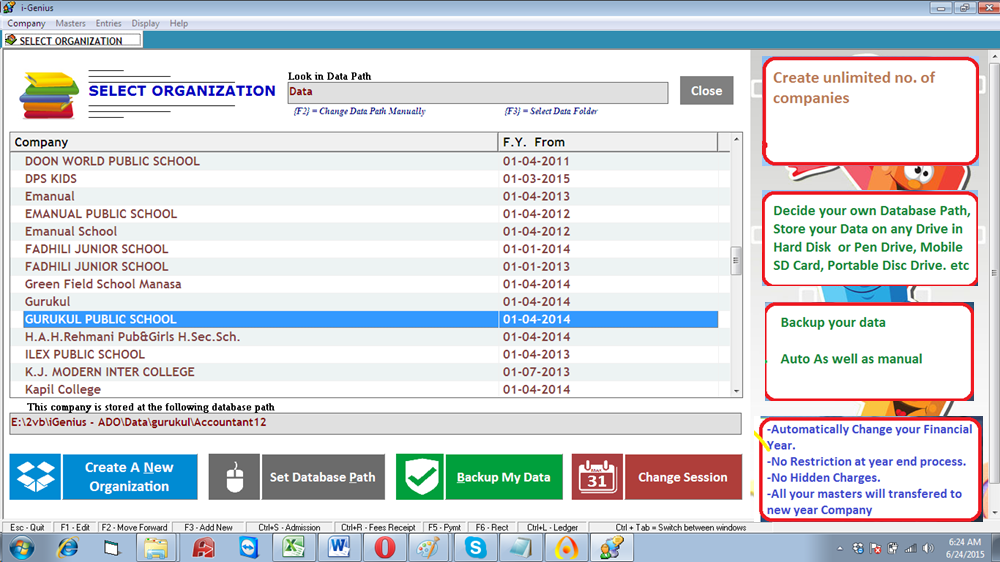 i-Genius
Company Masters Entries Display Help
SELECT ORGANIZATION
SELECT ORGANIZATION
Look in Data Path
Data
{F2} = Change Data Path Manually {F3} = Select Data Folder
Close
Company F.Y. From
DOON WORLD PUBLIC SCHOOL 01-04-2011
DPS KIDS 01-03-2015
Emanual 01-04-2013
EMANUAL PUBLIC SCHOOL 01-04-2012
Emanual School 01-04-2012
FADHILI JUNIOR SCHOOL 01-01-2014
FADHILI JUNIOR SCHOOL 01-01-2013
Green Field School Manasa 01-04-2014
Gurukul 01-04-2014
GURUKUL PUBLIC SCHOOL 01-04-2014
H.A.H.Rehmani Pub&Girls H.Sec.Sch. 01-04-2014
ILEX PUBLIC SCHOOL 01-04-2013
K.J. MODERN INTER COLLEGE 01-07-2013
Kapil College 01-04-2014
This company is stored at the following database path
E:\2vb\iGenius - ADO\Data\gurukul\Accountant12
Create A New
Organization
Set Database Path
Backup My Data
31
Change Session
Create unlimited no. of
companies
Decide your own Database Path,
Store your Data on any Drive in
Hard Disk or Pen Drive, Mobile
SD Card, Portable Disc Drive. etc
Backup your data
Auto As well as manual
-Automatically Change your Financial
Year.
-No Restriction at year end process.
-No Hidden Charges.
-All your masters will transfered to
new year Company
Esc - Quit F1 - Edit F2 - Move Forward F3 - Add New Ctrl+S - Admission Ctrl+R - Fees Receipt F5 - Pymt F6 - Rect Ctrl+L - Ledger Ctrl + Tab = Switch between windows
6:24 AM
6/24/2015